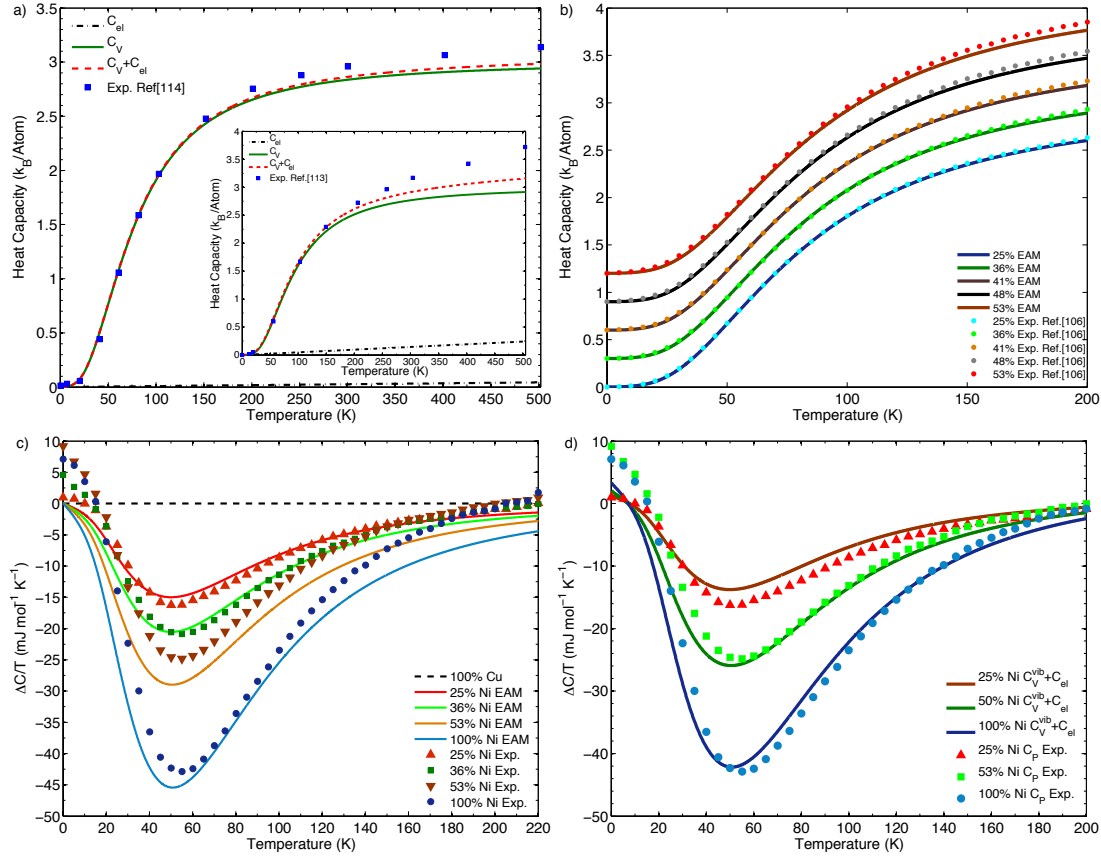 a)
C_el
C_V
C_V+C_el
Exp. Ref[114]
Heat Capacity (k_B/Atom)
3.5
3
2.5
2
1.5
1
0.5
0
0 50 100 150 200 250 300 350 400 450 500
Temperature (K)
C_el
C_V
C_V+C_el
Exp. Ref.[113]
Heat Capacity (k_B/Atom)
4
3.5
3
2.5
2
1.5
1
0.5
0
0 50 100 150 200 250 300 350 400 450 500
Temperature (K)
b)
Heat Capacity (k_B/Atom)
4
3.5
3
2.5
2
1.5
1
0.5
0
25% EAM
36% EAM
41% EAM
48% EAM
53% EAM
25% Exp. Ref.[106]
36% Exp. Ref.[106]
41% Exp. Ref.[106]
48% Exp. Ref.[106]
53% Exp. Ref.[106]
0 50 100 150 200
Temperature (K)
c)
ΔC/T (mJ mol⁻¹ K⁻¹)
10
5
0
−5
−10
−15
−20
−25
−30
−35
−40
−45
−50
100% Cu
25% Ni EAM
36% Ni EAM
53% Ni EAM
100% Ni EAM
25% Ni Exp.
36% Ni Exp.
53% Ni Exp.
100% Ni Exp.
0 20 40 60 80 100 120 140 160 180 200 220
Temperature (K)
d)
ΔC/T (mJ mol⁻¹ K⁻¹)
10
5
0
−5
−10
−15
−20
−25
−30
−35
−40
−45
−50
25% Ni C_V^vib+C_el
50% Ni C_V^vib+C_el
100% Ni C_V^vib+C_el
25% Ni C_P Exp.
53% Ni C_P Exp.
100% Ni C_P Exp.
0 20 40 60 80 100 120 140 160 180 200
Temperature (K)